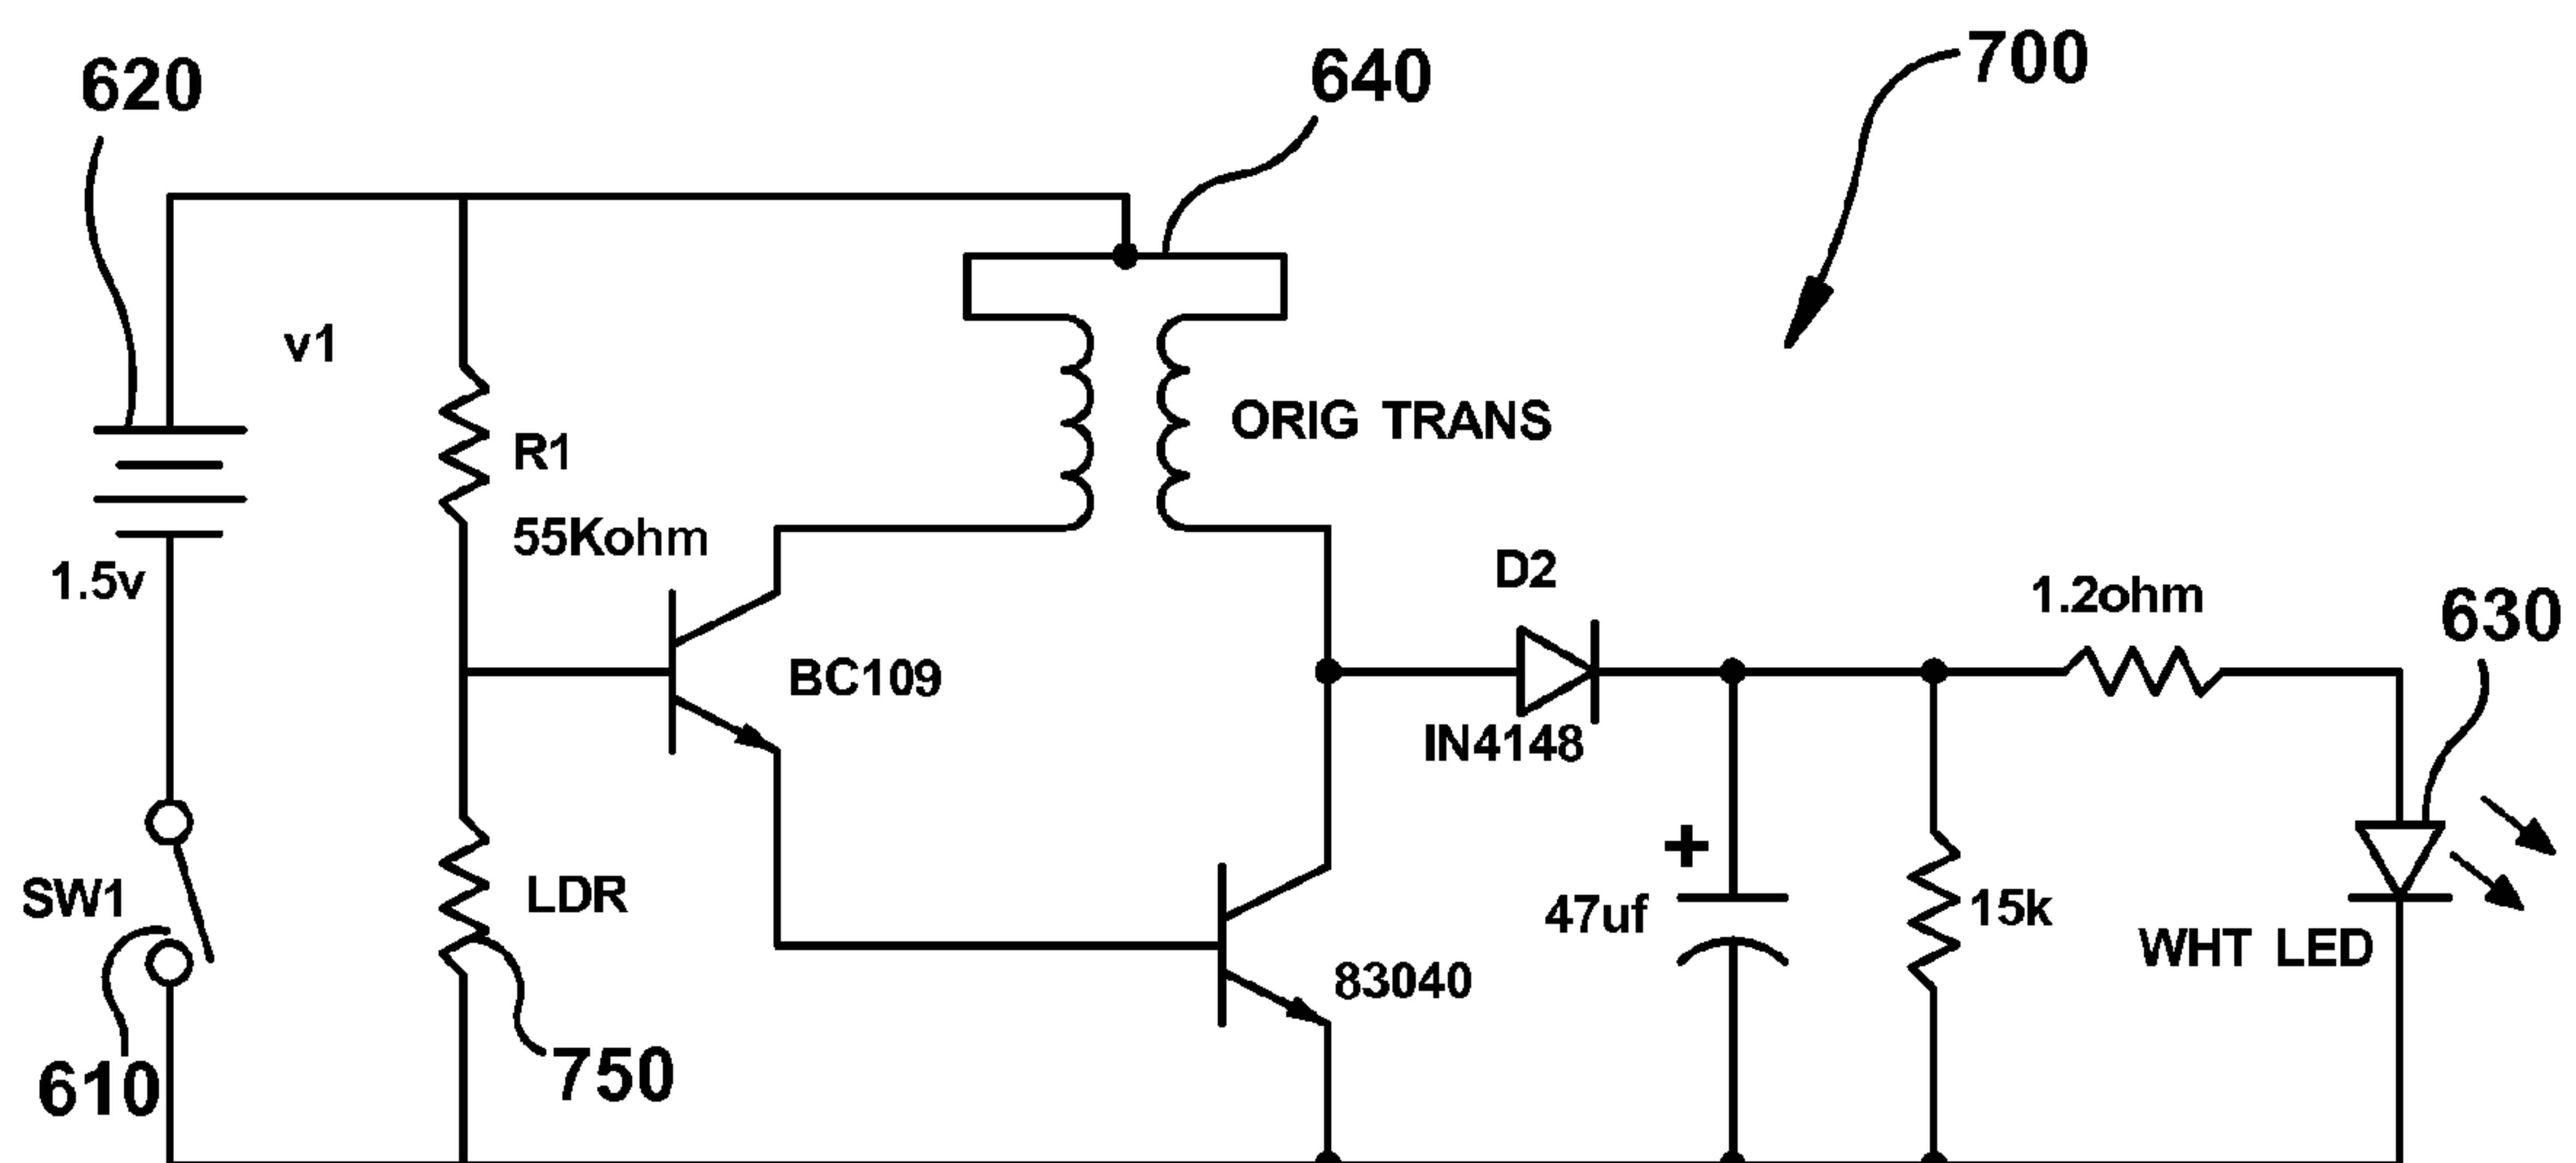 620
640
700
v1
R1
55Kohm
ORIG TRANS
1.5v
D2
1.2ohm
630
BC109
IN4148
SW1
LDR
+
47uf
15k
WHT LED
83040
610
750